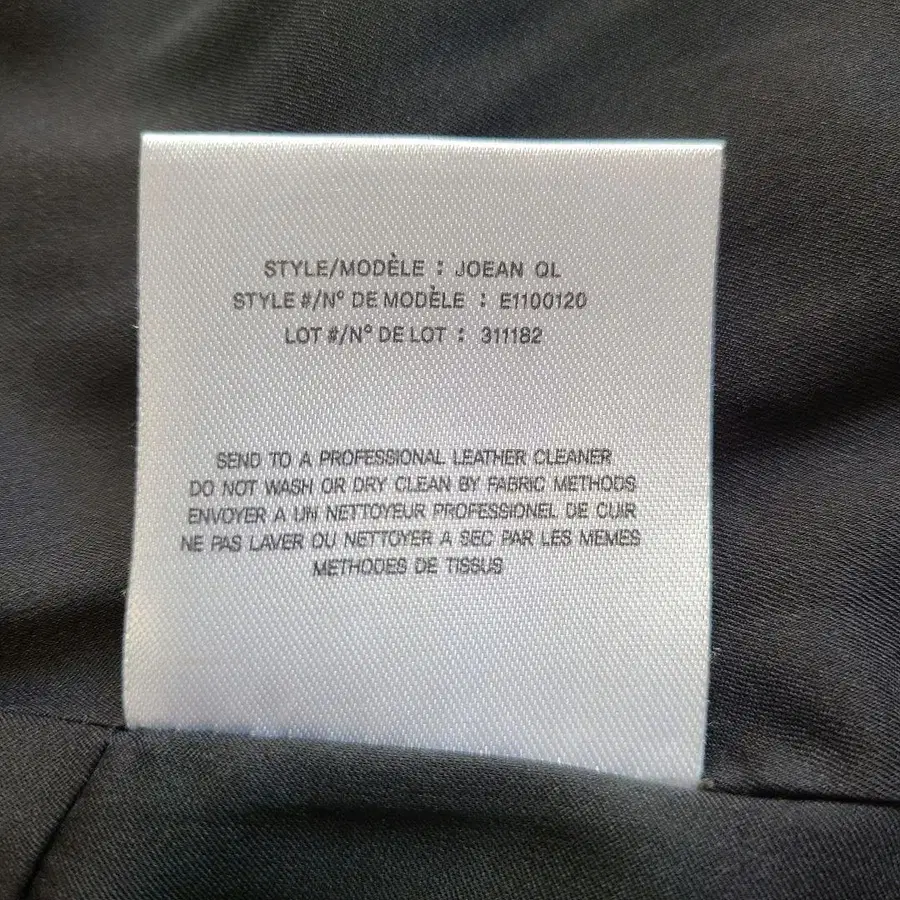 STYLE/MODÈLE : JOEAN OL
STYLE #/N° DE MODÈLE : E1100120
LOT #/N° DE LOT : 311182
SEND TO A PROFESSIONAL LEATHER CLEANER
DO NOT WASH OR DRY CLEAN BY FABRIC METHODS
ENVOYER A UN NETTOYEUR PROFESSIONEL DE CUIR
NE PAS LAVER OU NETTOYER A SEC PAR LES MEMES
METHODES DE TISSUS